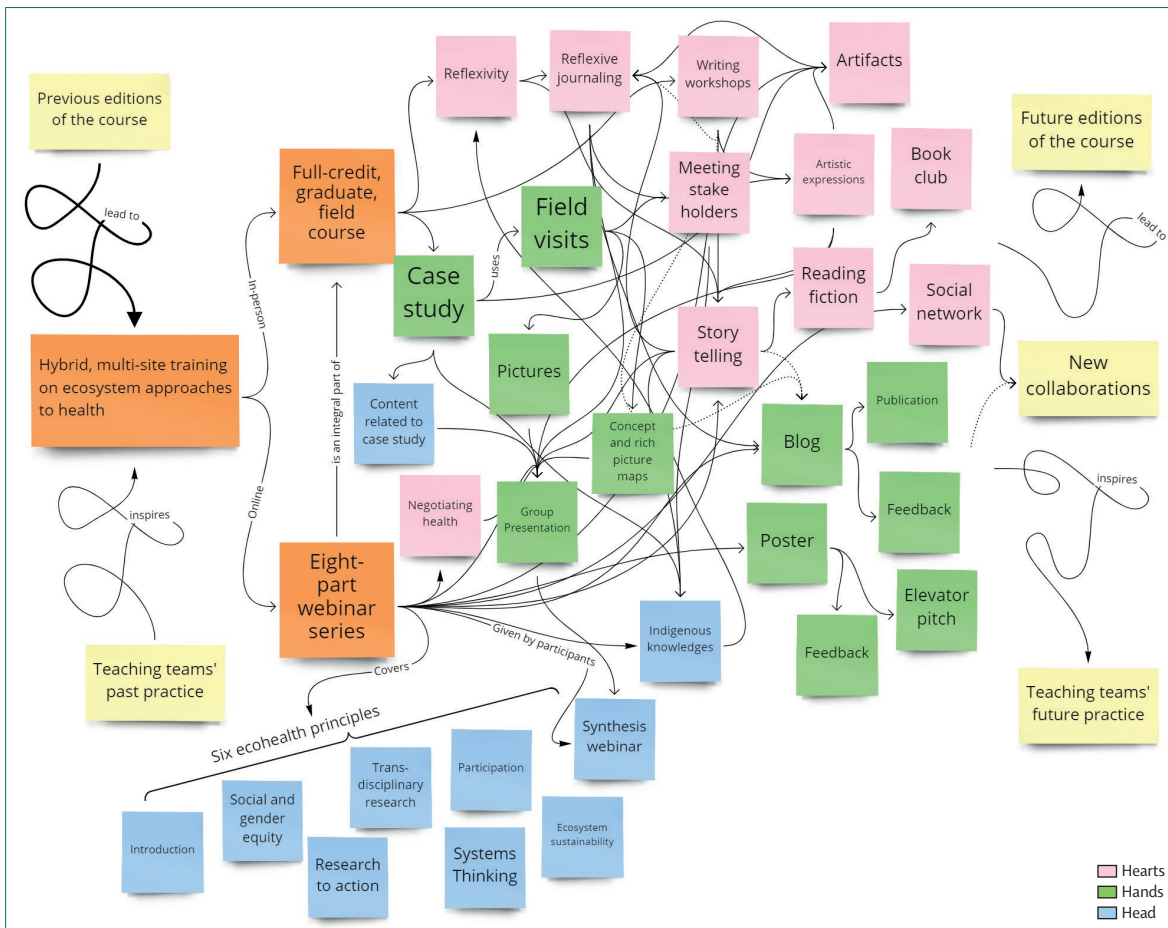 Previous editions
of the course
lead to
Hybrid, multi-site training
on ecosystem approaches
to health
inspires
Teaching teams'
past practice
In-person
Online
Full-credit,
graduate,
field
course
is an integral part of
Eight-
part
webinar
series
Reflexivity
Reflexive
journaling
Writing
workshops
Artifacts
Case
study
uses
Field
visits
Meeting
stake
holders
Artistic
expressions
Book
club
Pictures
Content
related to
case study
Story
telling
Reading
fiction
Social
network
Concept
and rich
picture
maps
Negotiating
health
Group
Presentation
Blog
Publication
Feedback
Poster
Feedback
Elevator
pitch
Indigenous
knowledges
Given by participants
Covers
Six ecohealth principles
Synthesis
webinar
Introduction
Social and
gender
equity
Research
to action
Trans-
disciplinary
research
Participation
Systems
Thinking
Ecosystem
sustainability
Future editions
of the course
lead to
New
collaborations
inspires
Teaching teams'
future practice
Hearts
Hands
Head